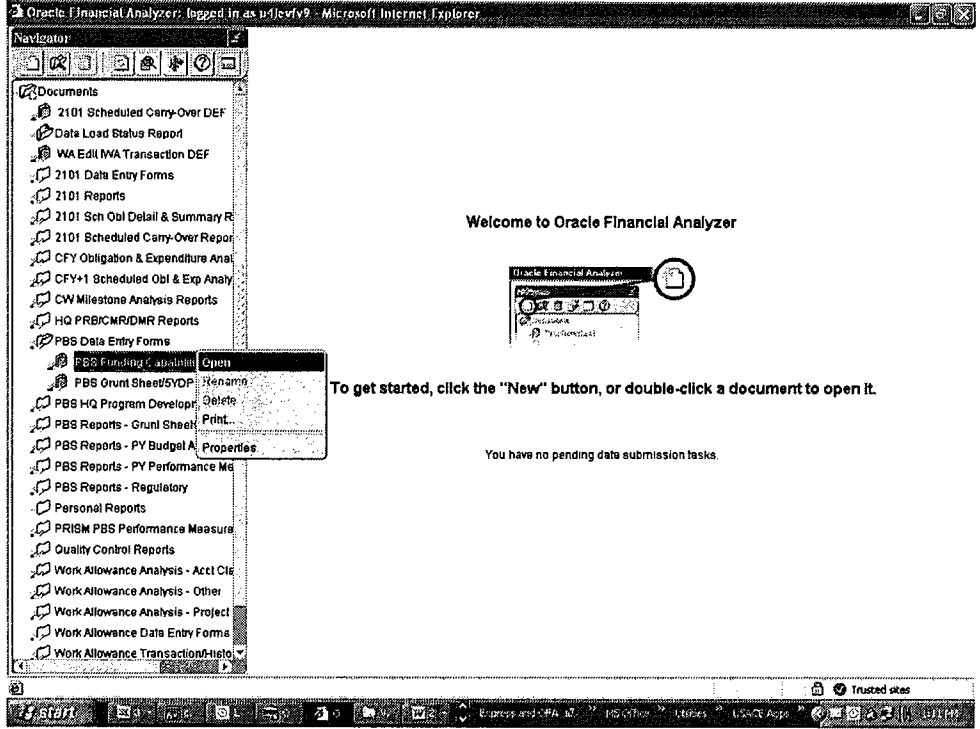 Oracle Financial Analyzer: logged in as u4jevfv9 - Microsoft Internet Explorer
Navigator
Documents
2101 Scheduled Carry-Over DEF
Data Load Status Report
WA Edit IWA Transaction DEF
2101 Data Entry Forms
2101 Reports
2101 Sch Obl Detail & Summary R
2101 Scheduled Carry-Over Repor
CFY Obligation & Expenditure Anal
CFY+1 Scheduled Obl & Exp Analy
CW Milestone Analysis Reports
HQ PRB/CMR/DMR Reports
PBS Data Entry Forms
PBS Funding Capabiliti
PBS Grunt Sheet/5YDP
PBS HQ Program Developr
PBS Reports - Grunt Sheet
PBS Reports - PY Budget A
PBS Reports - PY Performance Me
PBS Reports - Regulatory
Personal Reports
PRISM PBS Performance Measure
Quality Control Reports
Work Allowance Analysis - Acct Cla
Work Allowance Analysis - Other
Work Allowance Analysis - Project
Work Allowance Data Entry Forms
Work Allowance Transaction/Histo
Open
Rename
Delete
Print...
Properties
Welcome to Oracle Financial Analyzer
Oracle Financial Analyzer
To get started, click the "New" button, or double-click a document to open it.
You have no pending data submission tasks.
Trusted sites
start
Express and OFA
MS Office
Utilities
USACE Apps